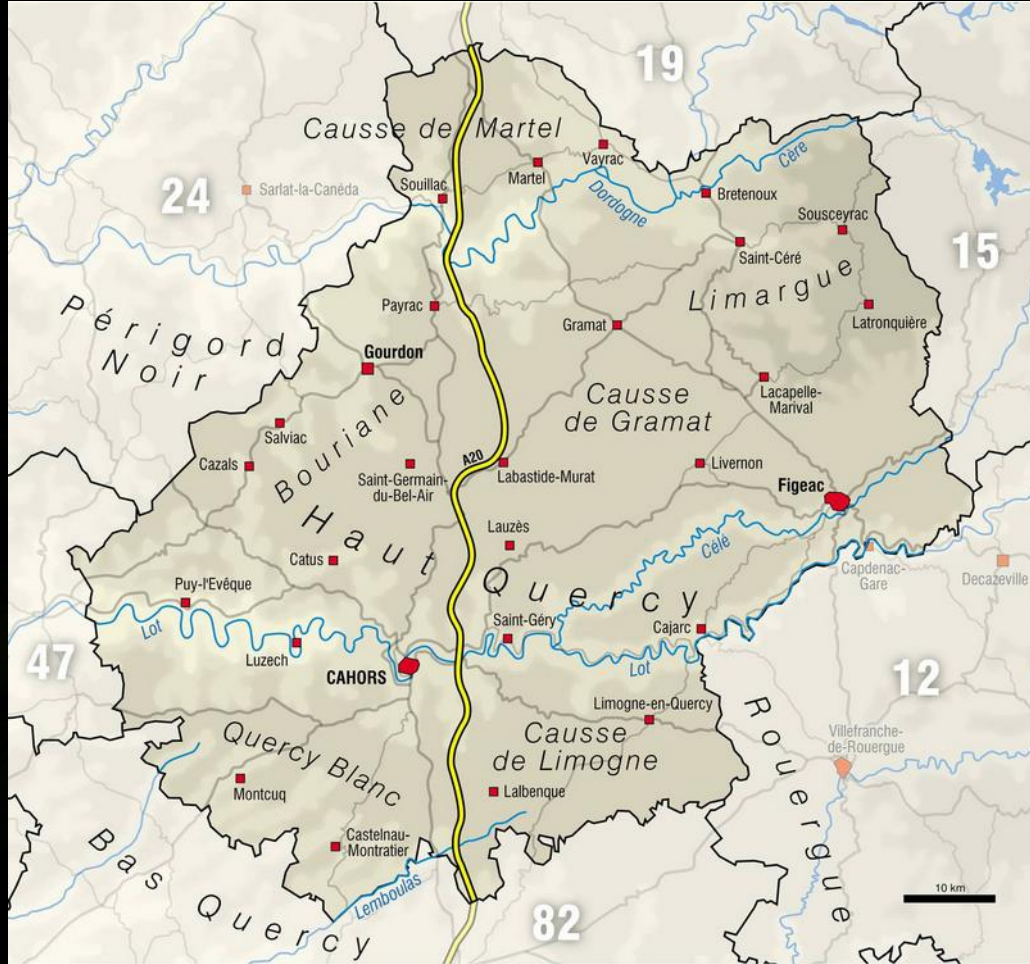 19
Causse de Martel
Vayrac
Cère
Martel
24
Sarlat-la-Canéda
Souillac
Dordogne
Bretenoux
Sousceyrac
15
Saint-Céré
Limargue
Périgord
Noir
Payrac
Gramat
Latronquière
Gourdon
Causse
de Gramat
Lacapelle-
Marival
Salviac
Bouriane
Cazals
Saint-Germain-
du-Bel-Air
A20
Labastide-Murat
Livernon
Figeac
Haut Quercy
Lauzès
Célé
Catus
Capdenac-
Gare
Decazeville
Puy-l'Evêque
Lot
Saint-Géry
Cajarc
47
Luzech
CAHORS
Lot
12
Limogne-en-Quercy
Rouergue
Quercy Blanc
Causse
de Limogne
Villefranche-
de-Rouergue
Montcuq
Lalbenque
Castelnau-
Montratier
Bas Quercy
Lemboulas
82
10 km